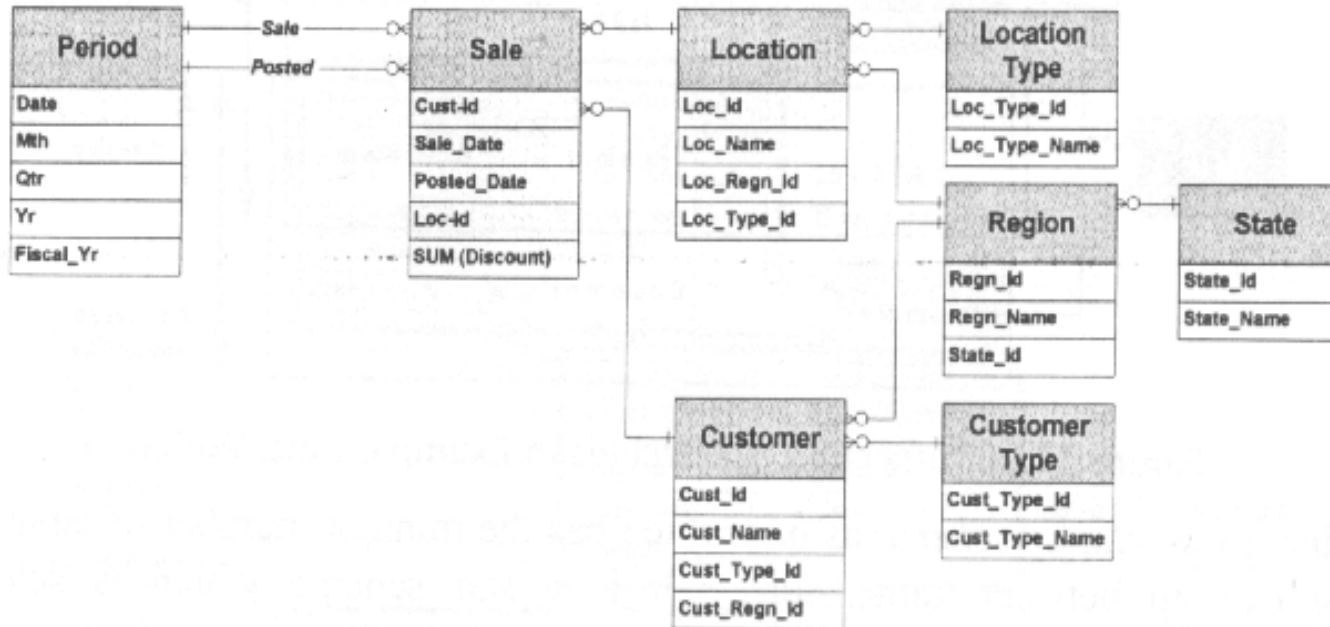 Period
Date
Mth
Qtr
Yr
Fiscal_Yr
Sale
Posted
Sale
Cust-Id
Sale_Date
Posted_Date
Loc-Id
SUM (Discount)
Location
Loc_Id
Loc_Name
Loc_Regn_Id
Loc_Type_Id
Location
Type
Loc_Type_Id
Loc_Type_Name
Region
Regn_Id
Regn_Name
State_Id
State
State_Id
State_Name
Customer
Cust_Id
Cust_Name
Cust_Type_Id
Cust_Regn_Id
Customer
Type
Cust_Type_Id
Cust_Type_Name